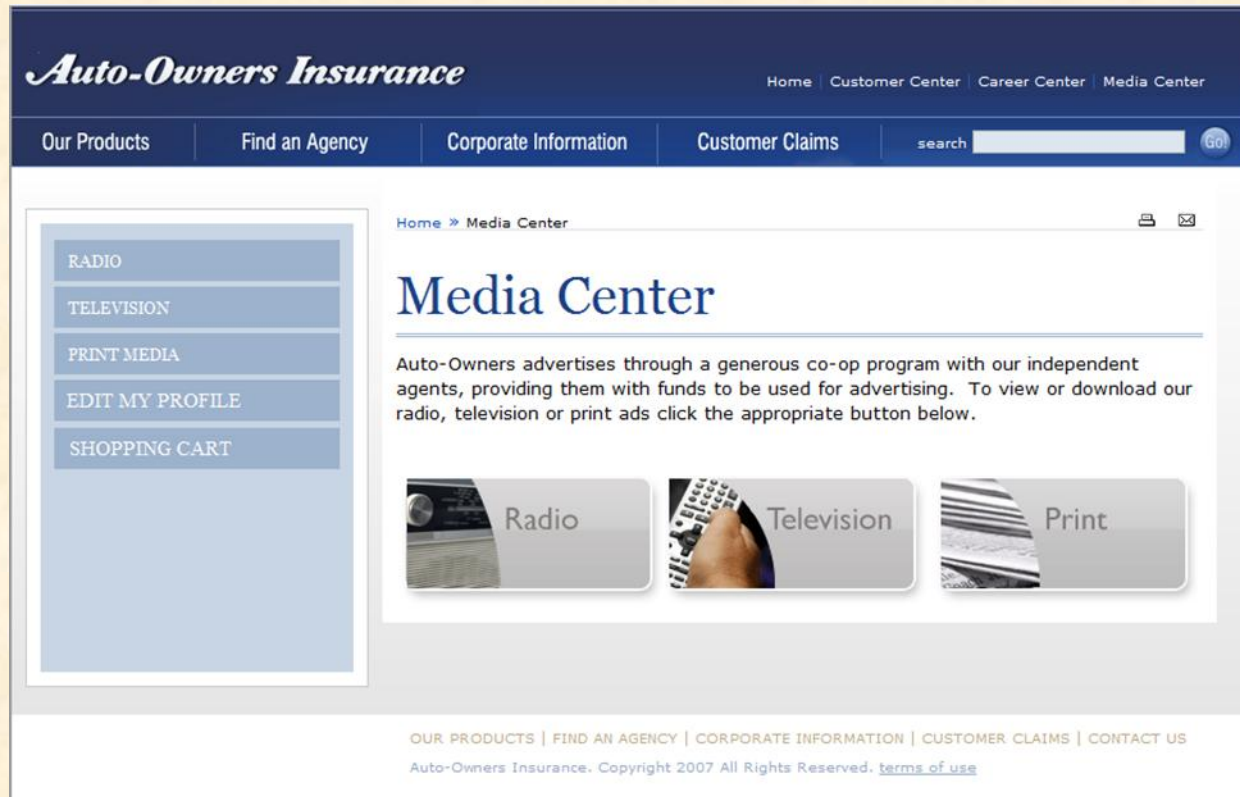 Auto-Owners Insurance
Home | Customer Center | Career Center | Media Center
Our Products | Find an Agency | Corporate Information | Customer Claims | search Go!
Home » Media Center
RADIO
TELEVISION
PRINT MEDIA
EDIT MY PROFILE
SHOPPING CART
Media Center
Auto-Owners advertises through a generous co-op program with our independent
agents, providing them with funds to be used for advertising. To view or download our
radio, television or print ads click the appropriate button below.
Radio
Television
Print
OUR PRODUCTS | FIND AN AGENCY | CORPORATE INFORMATION | CUSTOMER CLAIMS | CONTACT US
Auto-Owners Insurance. Copyright 2007 All Rights Reserved. terms of use